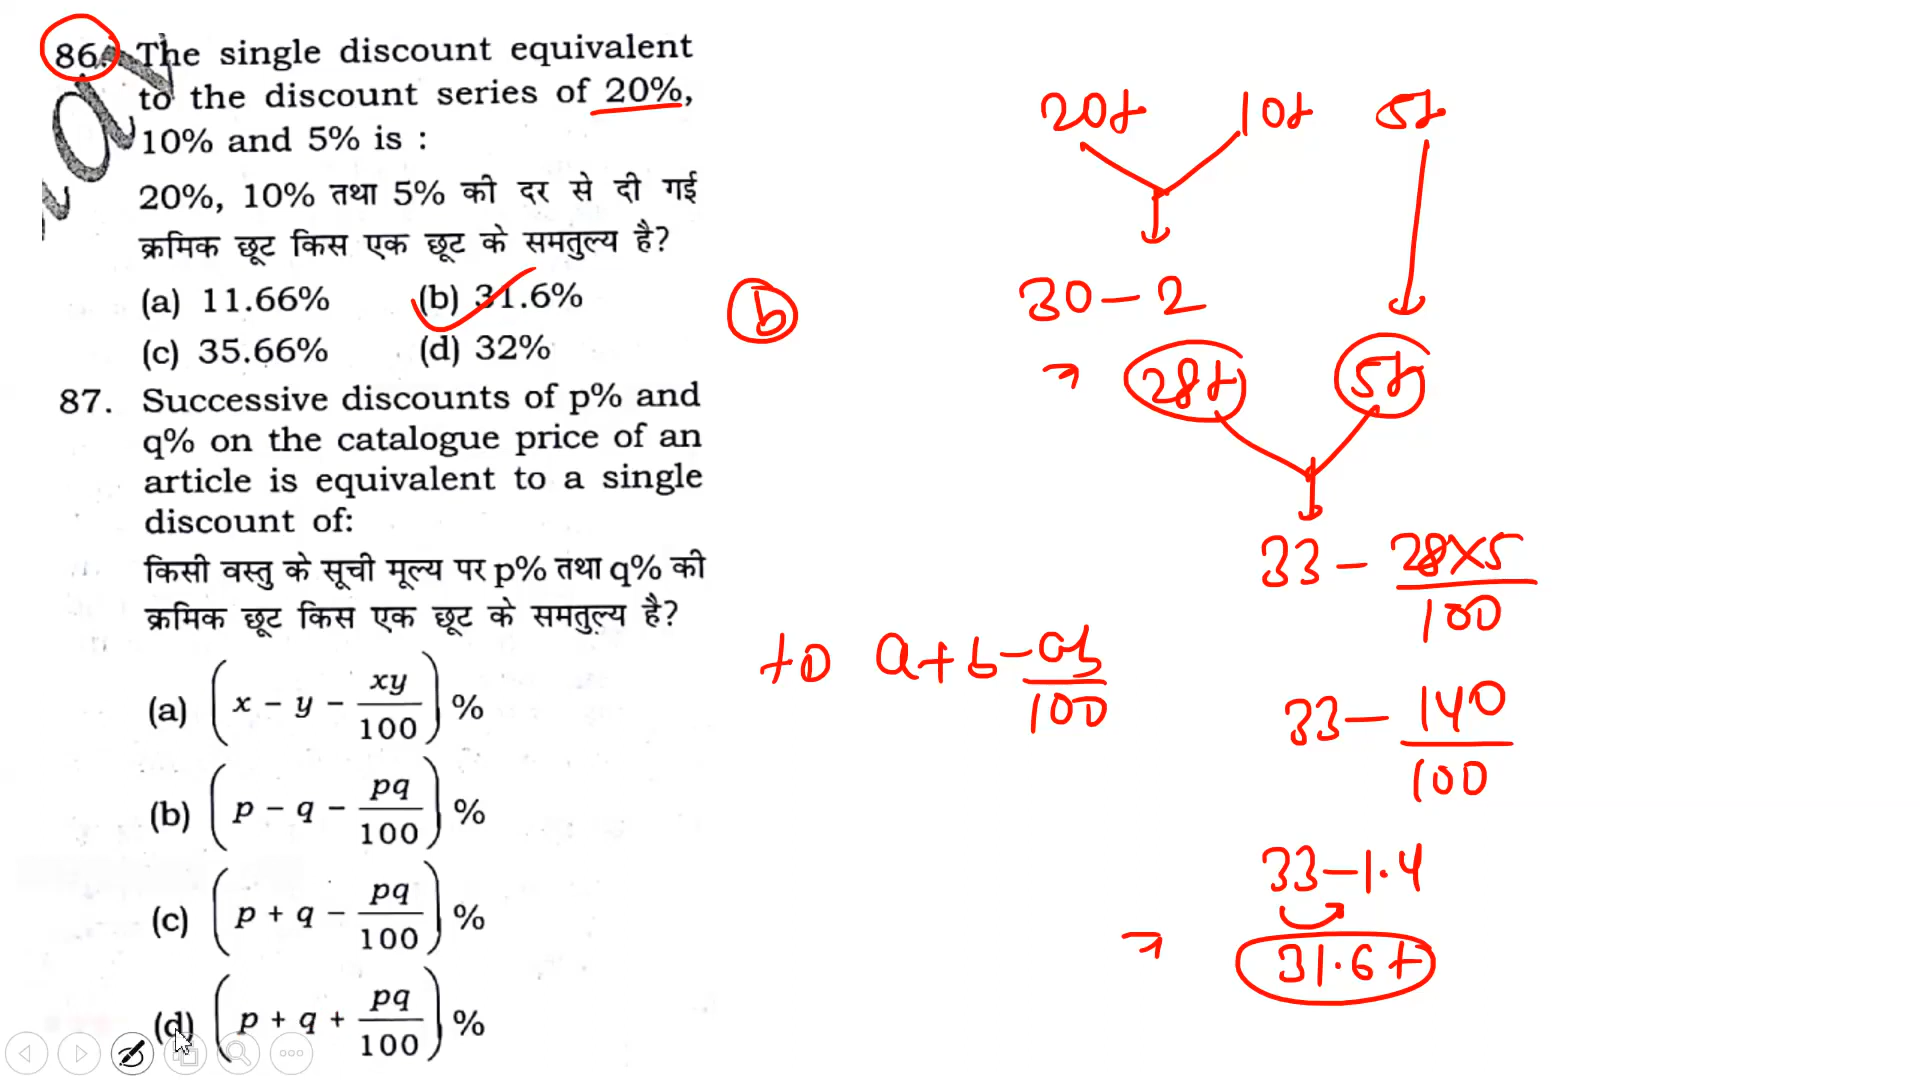 86. The single discount equivalent
to the discount series of 20%,
10% and 5% is :
20%, 10% तथा 5% की दर से दी गई
क्रमिक छूट किस एक छूट के समतुल्य है?
(a) 11.66% (b) 31.6%
(c) 35.66% (d) 32%
87. Successive discounts of p% and
q% on the catalogue price of an
article is equivalent to a single
discount of:
किसी वस्तु के सूची मूल्य पर p% तथा q% की
क्रमिक छूट किस एक छूट के समतुल्य है?
(a) (x - y - xy/100) %
(b) (p - q - pq/100) %
(c) (p + q - pq/100) %
(d) (p + q + pq/100) %
b
20% 10% 5%
30 - 2
28% 5%
33 - 28×5/100
a + b - ab/100
33 - 140/100
33 - 1.4
31.6%